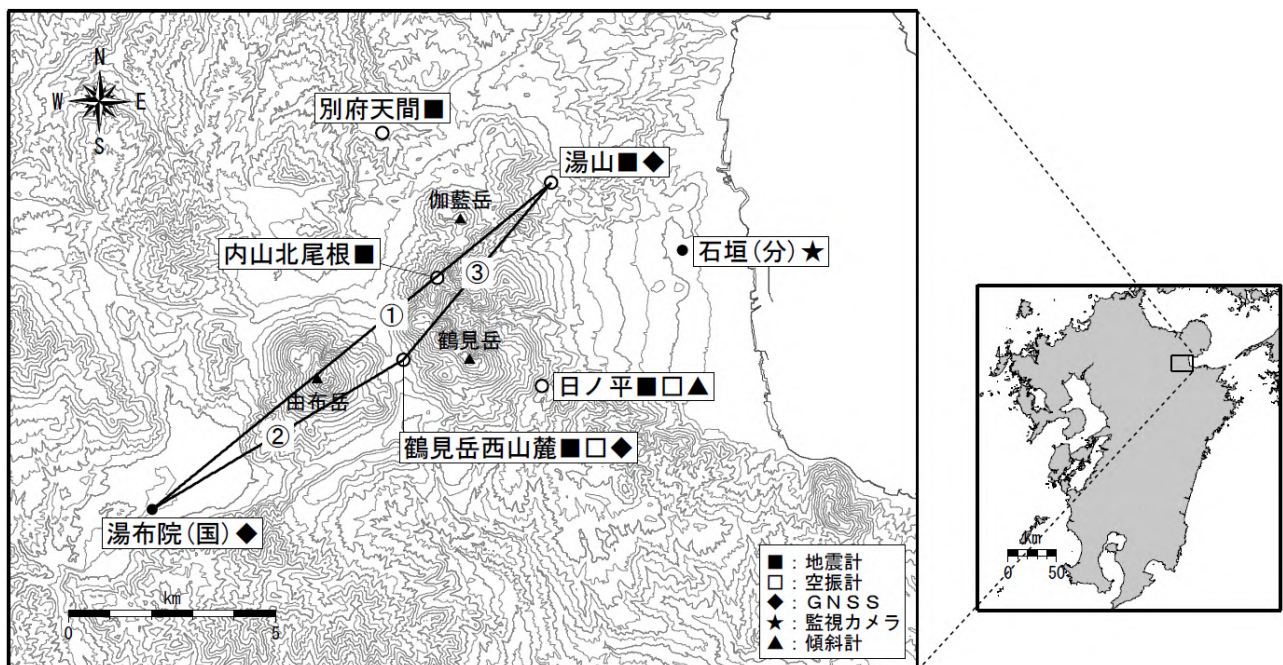 N
W E
S
別府天間■
湯山■◆
伽藍岳
内山北尾根■
石垣(分)★
③
①
鶴見岳
由布岳
日ノ平■□▲
②
鶴見岳西山麓■□◆
湯布院(国)◆
km
0 5
■:地震計
□:空振計
◆:GNSS
★:監視カメラ
▲:傾斜計
km
0 50